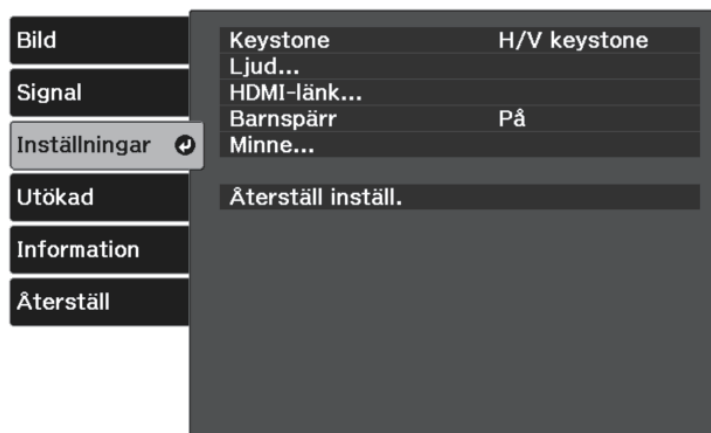 Bild
Signal
Inställningar
Utökad
Information
Återställ
Keystone H/V keystone
Ljud...
HDMI-länk...
Barnspärr På
Minne...
Återställ inställ.